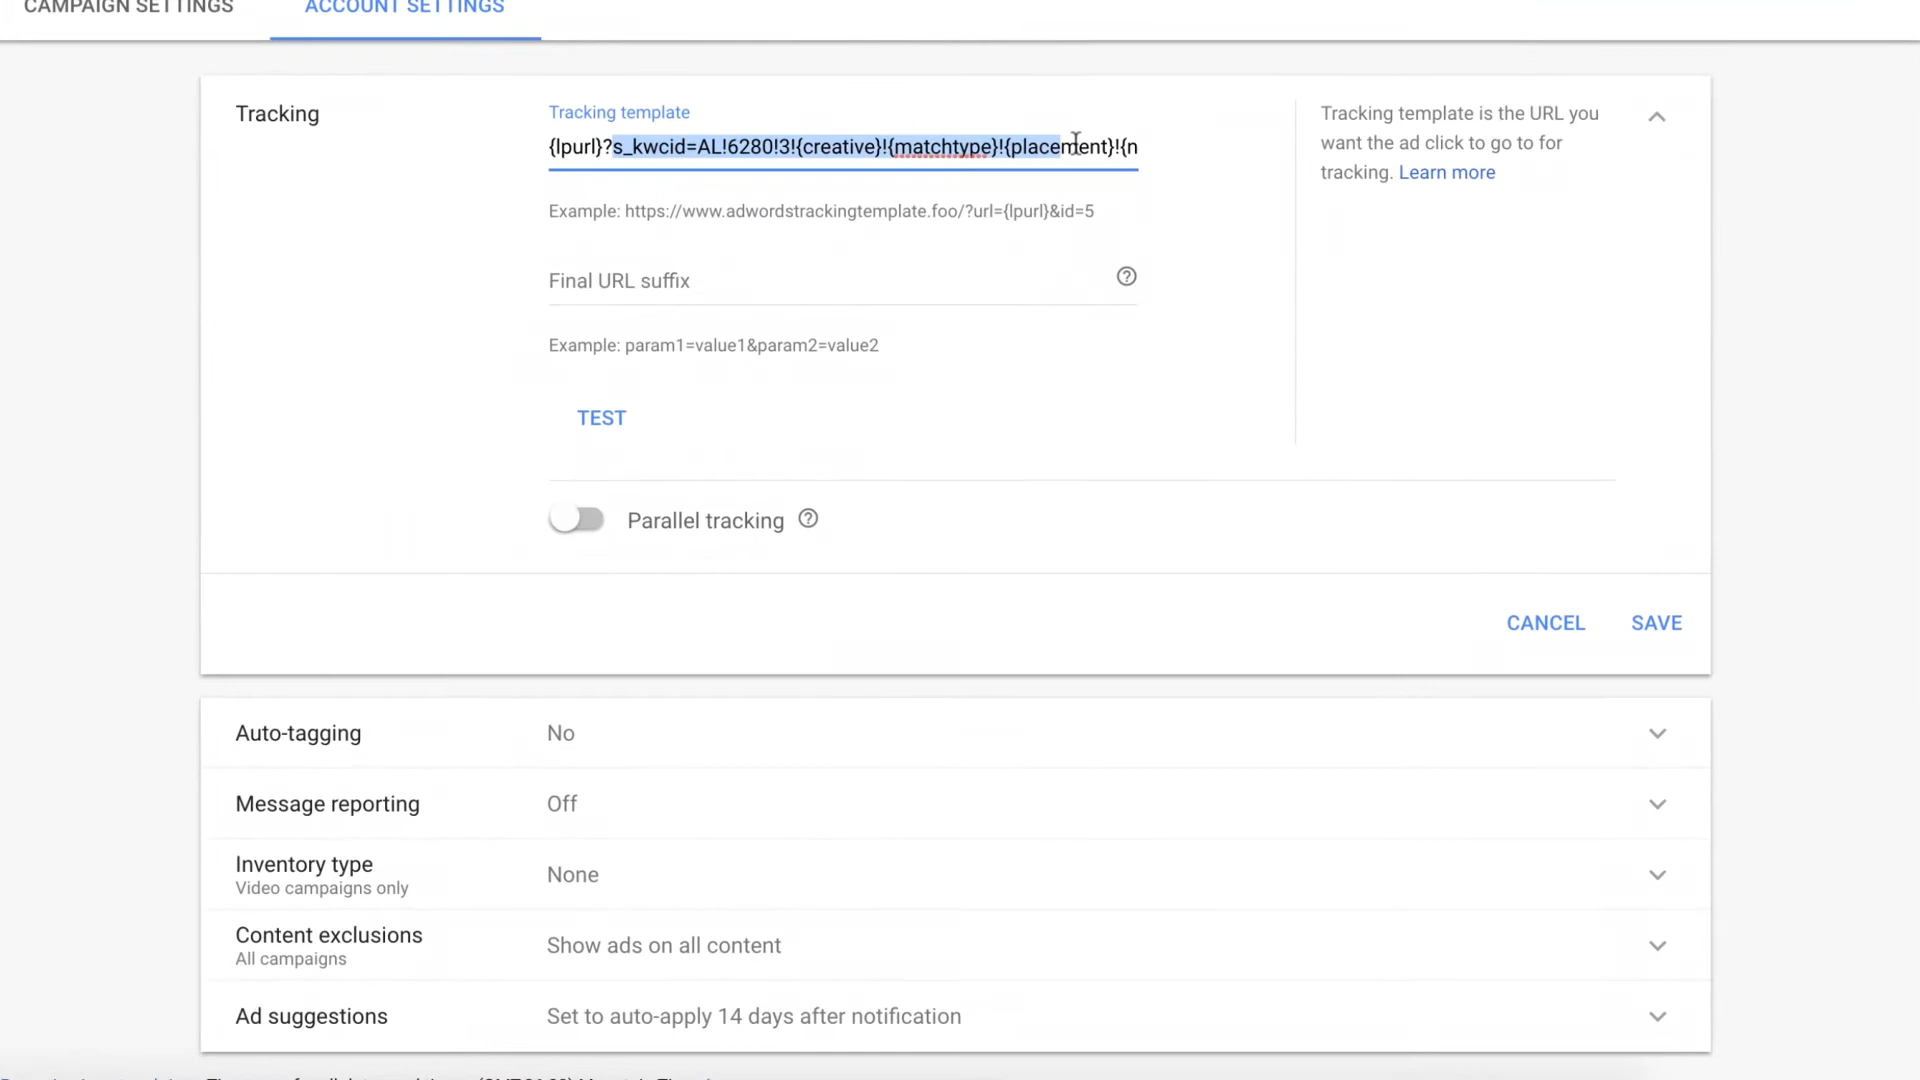 CAMPAIGN SETTINGS
ACCOUNT SETTINGS
Tracking
Tracking template
{lpurl}?s_kwcid=AL!6280!3!{creative}!{matchtype}!{placement}!{n
Example: https://www.adwordstrackingtemplate.foo/?url={lpurl}&id=5
Final URL suffix
Example: param1=value1&param2=value2
TEST
Parallel tracking
Tracking template is the URL you
want the ad click to go to for
tracking. Learn more
CANCEL
SAVE
Auto-tagging
No
Message reporting
Off
Inventory type
Video campaigns only
None
Content exclusions
All campaigns
Show ads on all content
Ad suggestions
Set to auto-apply 14 days after notification